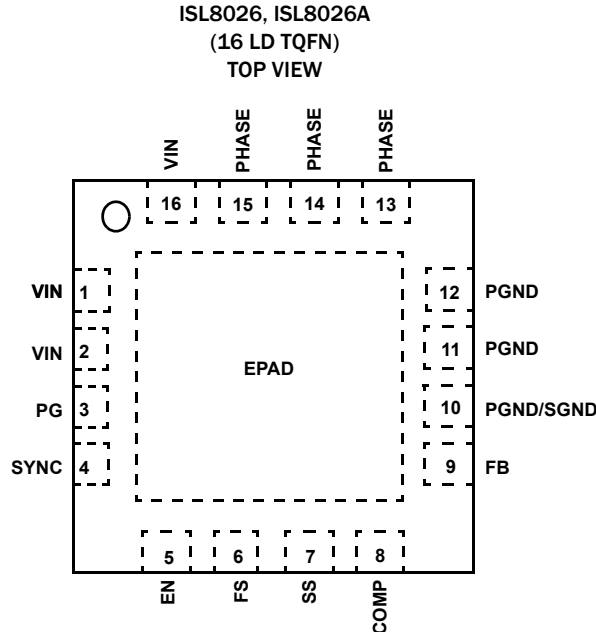 ISL8026, ISL8026A
(16 LD TQFN)
TOP VIEW
VIN
PHASE
PHASE
PHASE
16
15
14
13
VIN 1
12 PGND
VIN 2
11 PGND
EPAD
PG 3
10 PGND/SGND
SYNC 4
9 FB
5
6
7
8
EN
FS
SS
COMP